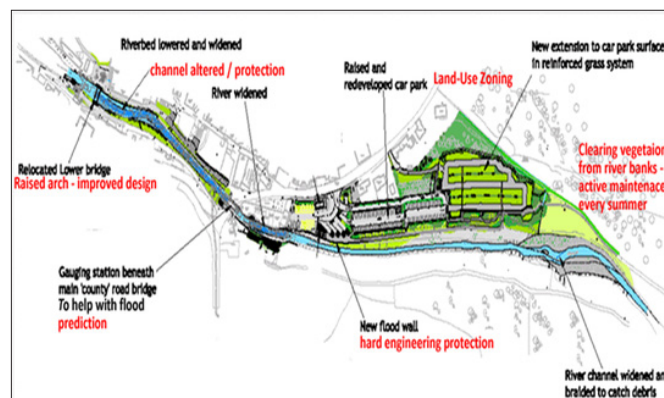 Riverbed lowered and widened
channel altered / protection
River widened
Raised and
redeveloped car park
Land-Use Zoning
New extension to car park surface
in reinforced grass system
Clearing vegetaion
from river banks -
active maintenace
every summer
Relocated Lower bridge
Raised arch - improved design
Gauging station beneath
main 'county' road bridge
To help with flood
prediction
New flood wall
hard engineering protection
River channel widened an
braided to catch debris